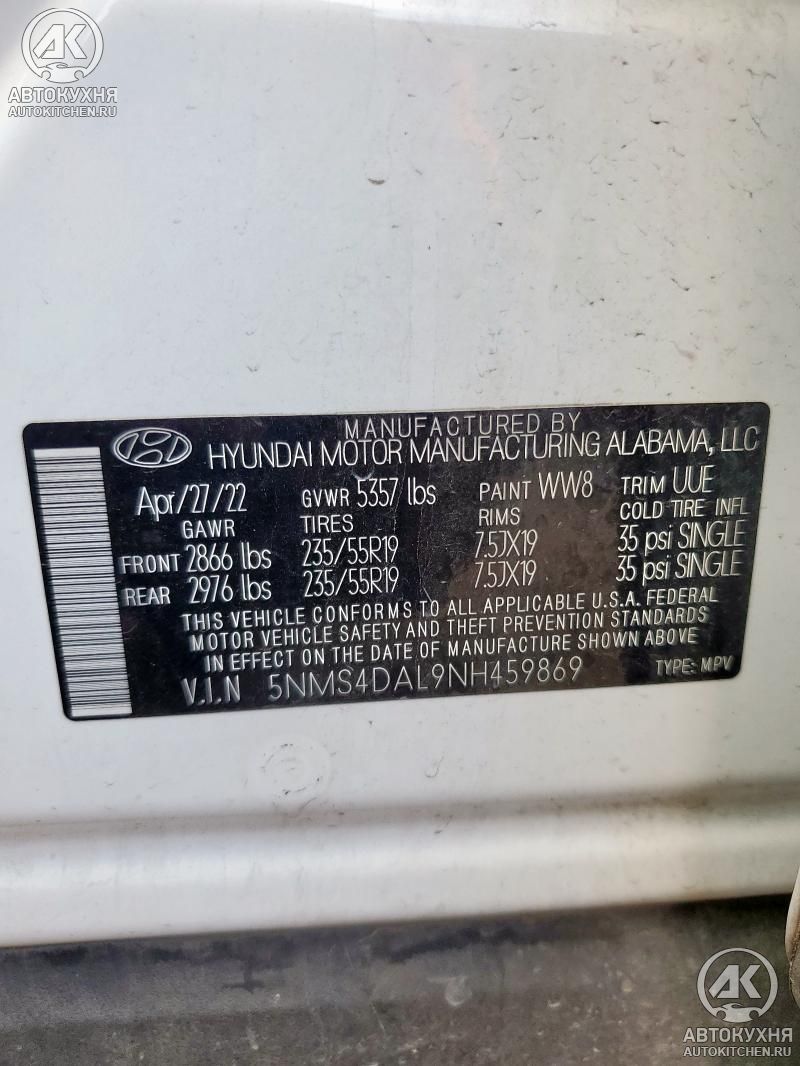 AK
АВТОКУХНЯ
AUTOKITCHEN.RU
MANUFACTURED BY
HYUNDAI MOTOR MANUFACTURING ALABAMA, LLC
Apr/27/22 GVWR 5357 lbs PAINT WW8 TRIM UUE
GAWR TIRES RIMS COLD TIRE INFL
FRONT 2866 lbs 235/55R19 7.5JX19 35 psi SINGLE
REAR 2976 lbs 235/55R19 7.5JX19 35 psi SINGLE
THIS VEHICLE CONFORMS TO ALL APPLICABLE U.S.A. FEDERAL
MOTOR VEHICLE SAFETY AND THEFT PREVENTION STANDARDS
IN EFFECT ON THE DATE OF MANUFACTURE SHOWN ABOVE
V.I.N 5NMS4DAL9NH459869 TYPE: MPV
AK
АВТОКУХНЯ
AUTOKITCHEN.RU